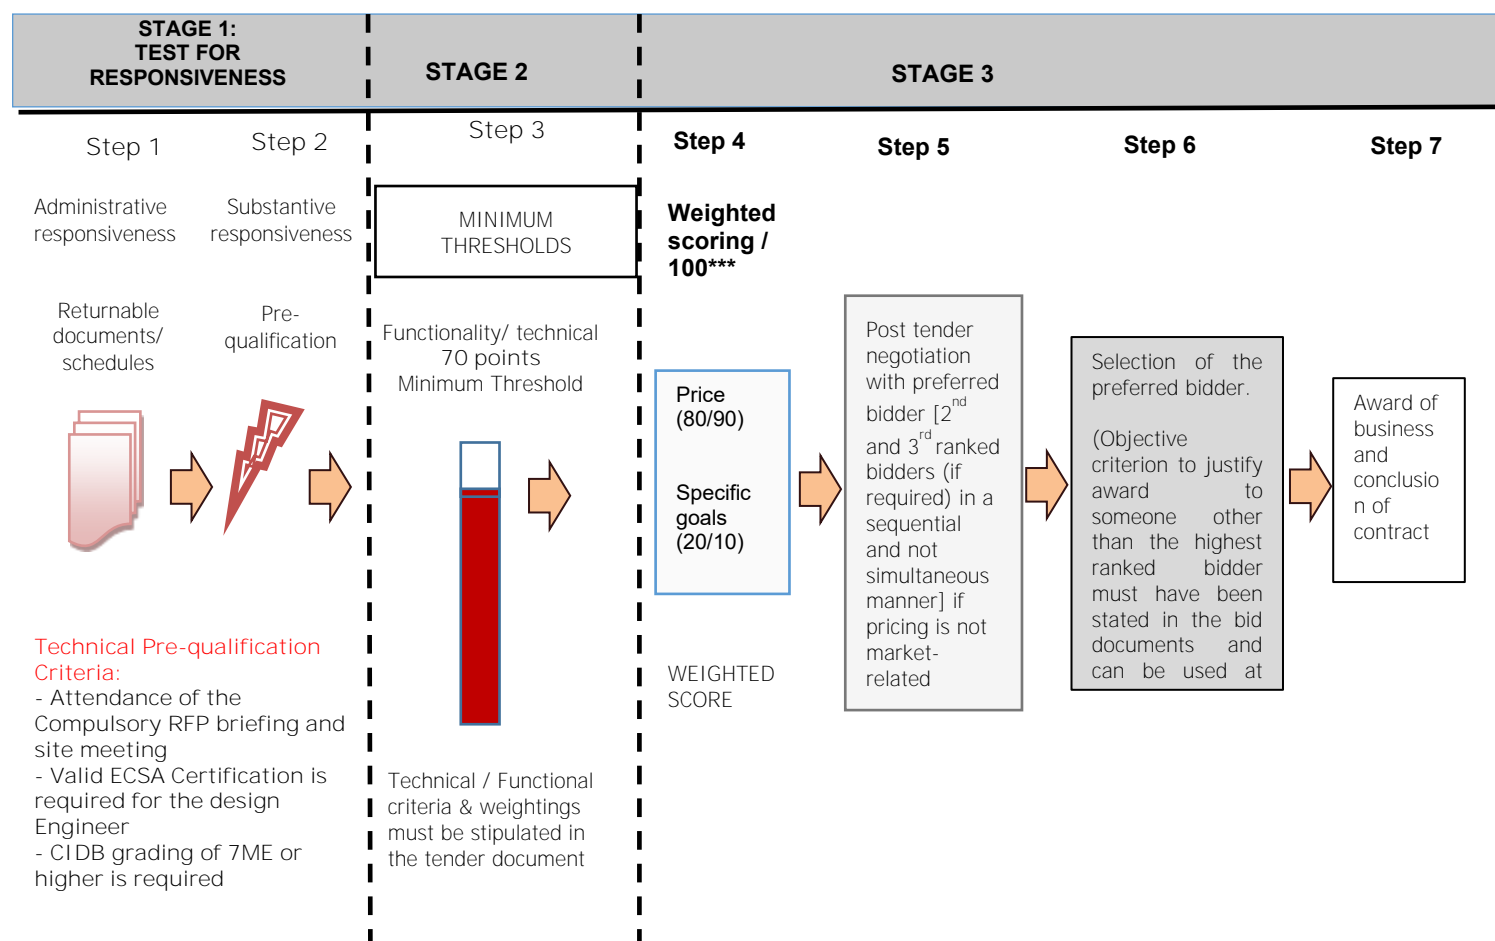 STAGE 1:
TEST FOR
RESPONSIVENESS
STAGE 2
STAGE 3
Step 1
Step 2
Step 3
Step 4
Step 5
Step 6
Step 7
Administrative
responsiveness
Substantive
responsiveness
MINIMUM
THRESHOLDS
Weighted
scoring /
100***
Returnable
documents/
schedules
Pre-
qualification
Functionality/ technical
70 points
Minimum Threshold
Price
(80/90)
Specific
goals
(20/10)
Post tender
negotiation
with preferred
bidder [2nd
and 3rd ranked
bidders (if
required) in a
sequential
and not
simultaneous
manner] if
pricing is not
market-
related
Selection of the
preferred bidder.
(Objective
criterion to justify
award to
someone other
than the highest
ranked bidder
must have been
stated in the bid
documents and
can be used at
Award of
business
and
conclusio
n of
contract
Technical Pre-qualification
Criteria:
- Attendance of the
Compulsory RFP briefing and
site meeting
- Valid ECSA Certification is
required for the design
Engineer
- CIDB grading of 7ME or
higher is required
Technical / Functional
criteria & weightings
must be stipulated in
the tender document
WEIGHTED
SCORE